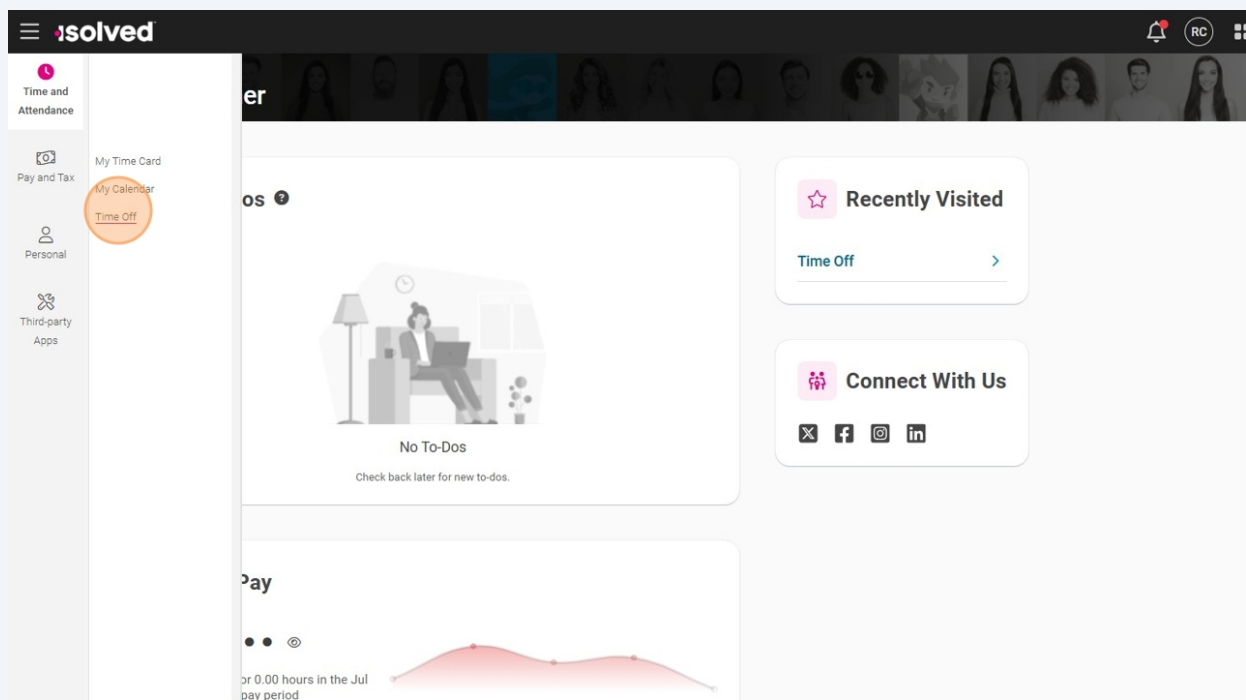 isolved
RC
Time and
Attendance
er
My Time Card
Pay and Tax
My Calendar
os ?
Recently Visited
Time Off
Personal
Time Off
Third-party
Apps
Connect With Us
No To-Dos
Check back later for new to-dos.
Pay
or 0.00 hours in the Jul
pay period